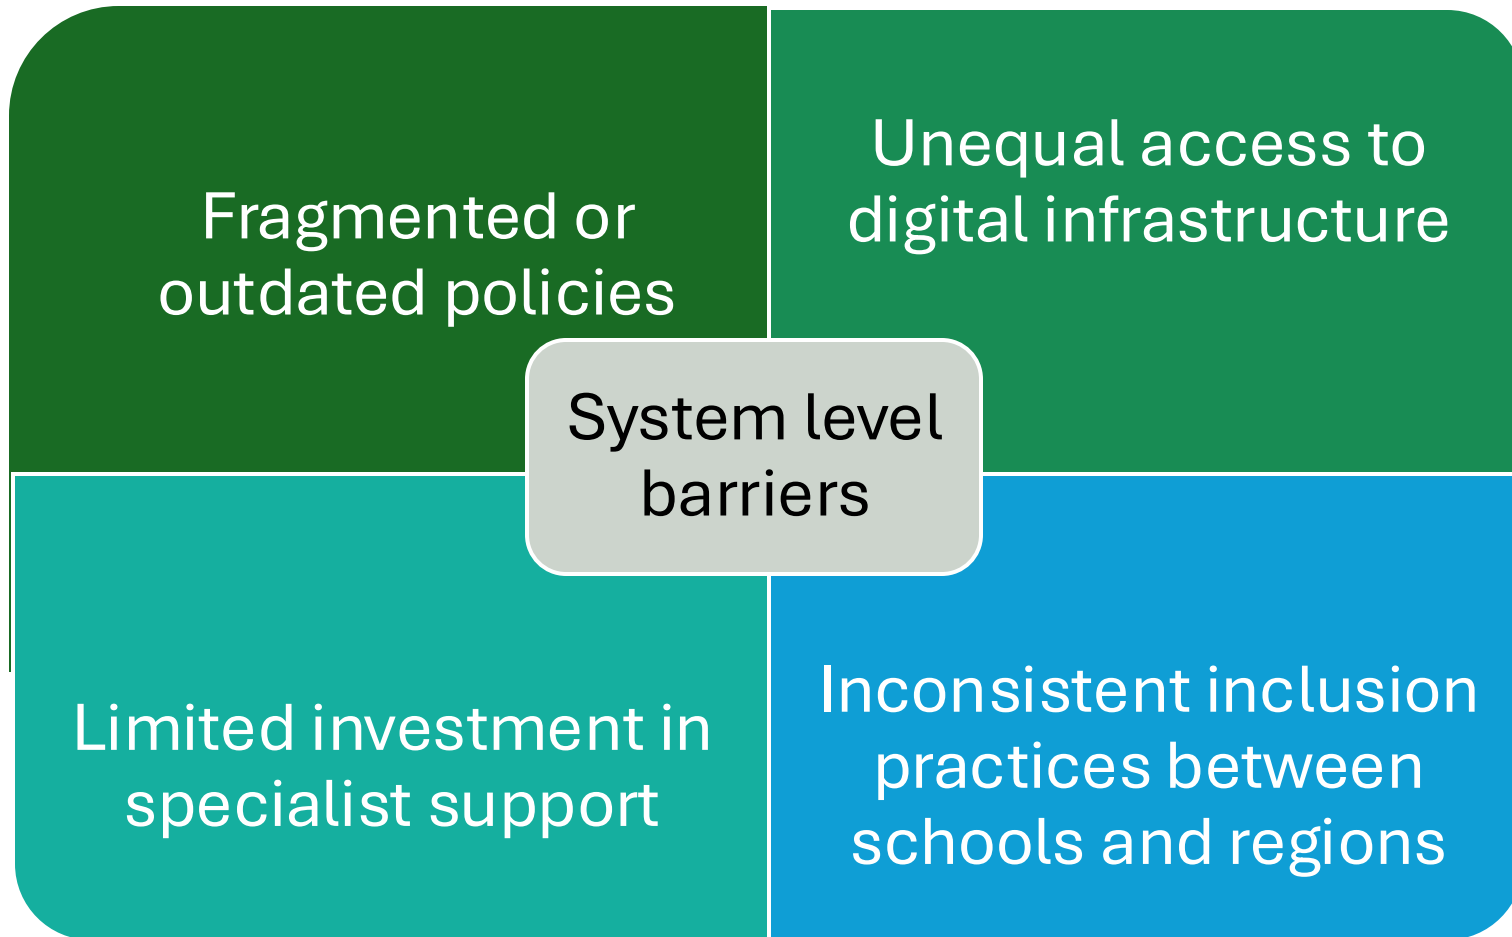 Fragmented or
outdated policies
Unequal access to
digital infrastructure
System level
barriers
Limited investment in
specialist support
Inconsistent inclusion
practices between
schools and regions